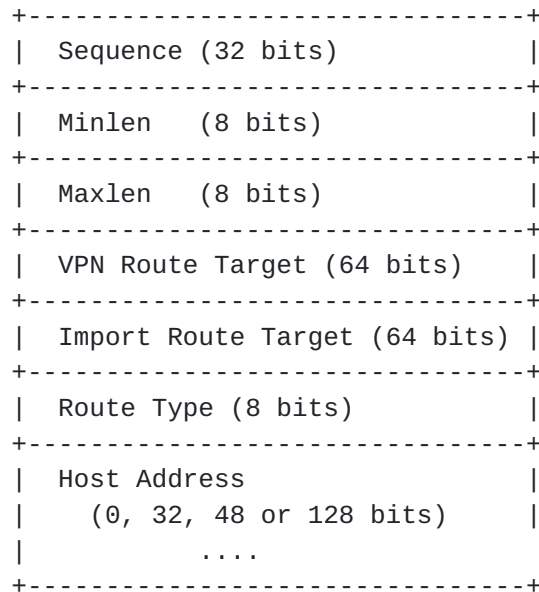 +-------------------------------+
|  Sequence (32 bits)           |
+-------------------------------+
|  Minlen   (8 bits)            |
+-------------------------------+
|  Maxlen   (8 bits)            |
+-------------------------------+
|  VPN Route Target (64 bits)   |
+-------------------------------+
|  Import Route Target (64 bits) |
+-------------------------------+
|  Route Type (8 bits)          |
+-------------------------------+
|  Host Address                 |
|    (0, 32, 48 or 128 bits)    |
|           ....
+-------------------------------+